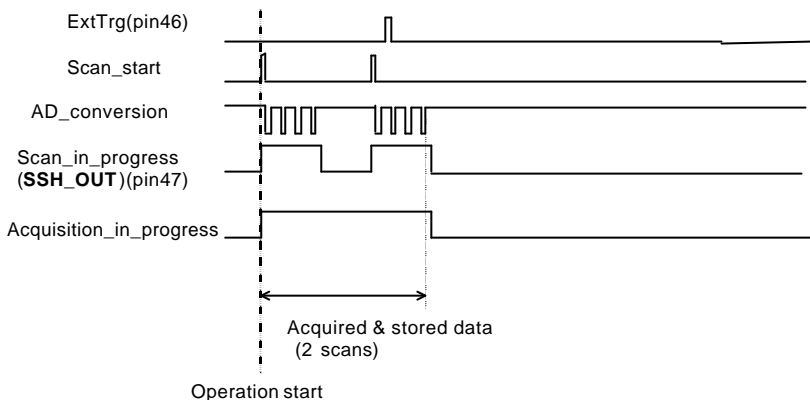 ExtTrg(pin46)
Scan_start
AD_conversion
Scan_in_progress
(SSH_OUT)(pin47)
Acquisition_in_progress
Acquired & stored data
(2 scans)
Operation start